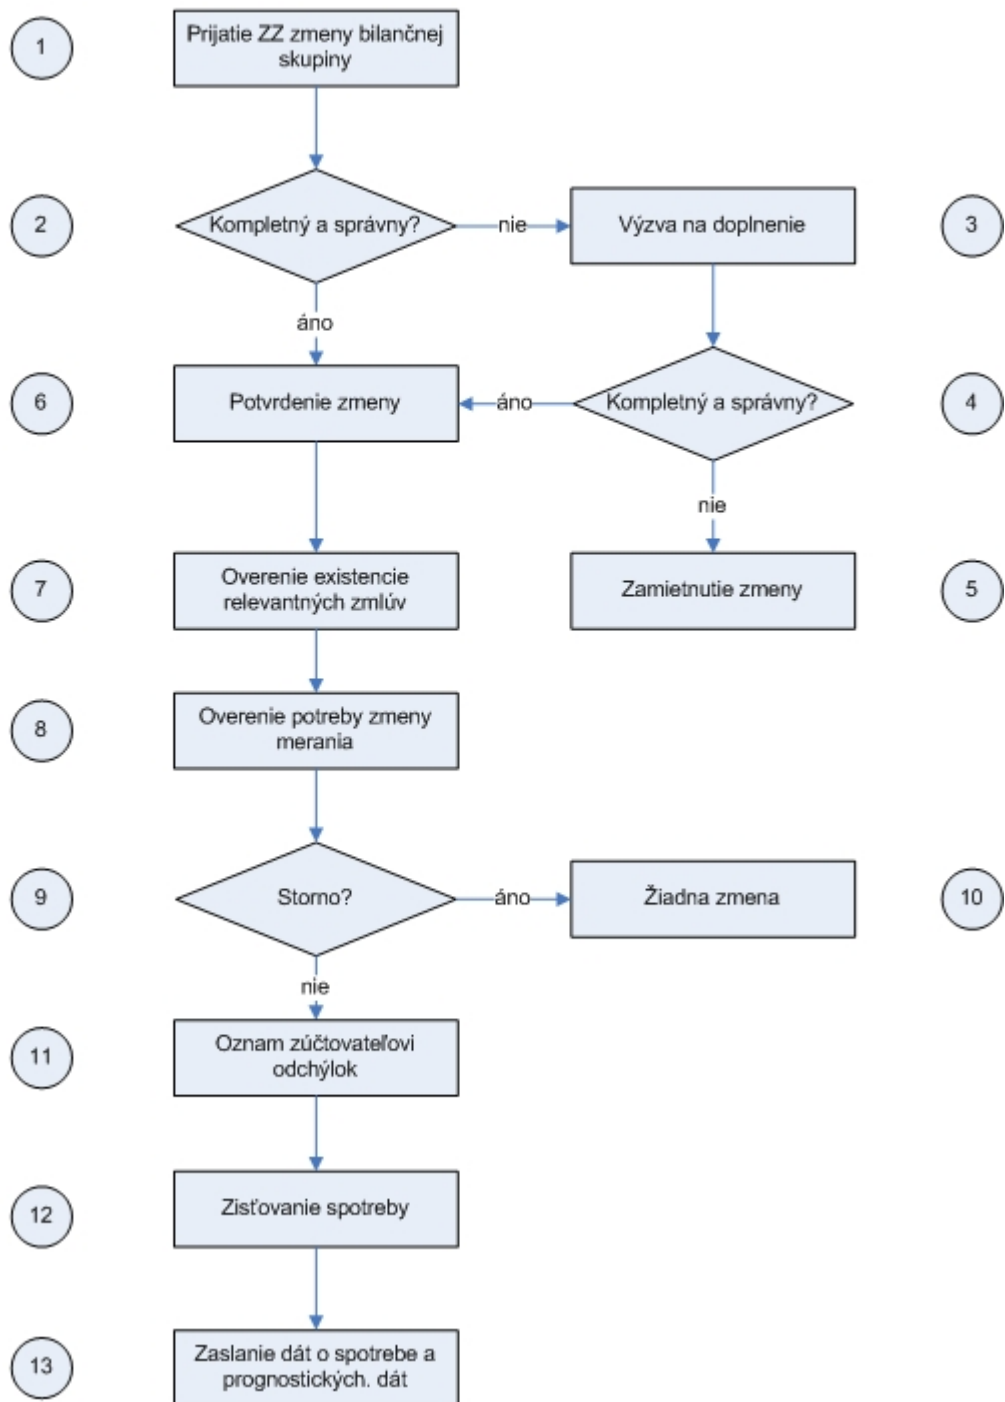 1
Prijatie ZZ zmeny bilančnej
skupiny
2
Kompletný a správny?
nie
Výzva na doplnenie
3
áno
6
Potvrdenie zmeny
áno
Kompletný a správny?
4
nie
7
Overenie existencie
relevantných zmlúv
Zamietnutie zmeny
5
8
Overenie potreby zmeny
merania
9
Storno?
áno
Žiadna zmena
10
nie
11
Oznam zúčtovateľovi
odchýlok
12
Zisťovanie spotreby
13
Zaslanie dát o spotrebe a
prognostických. dát